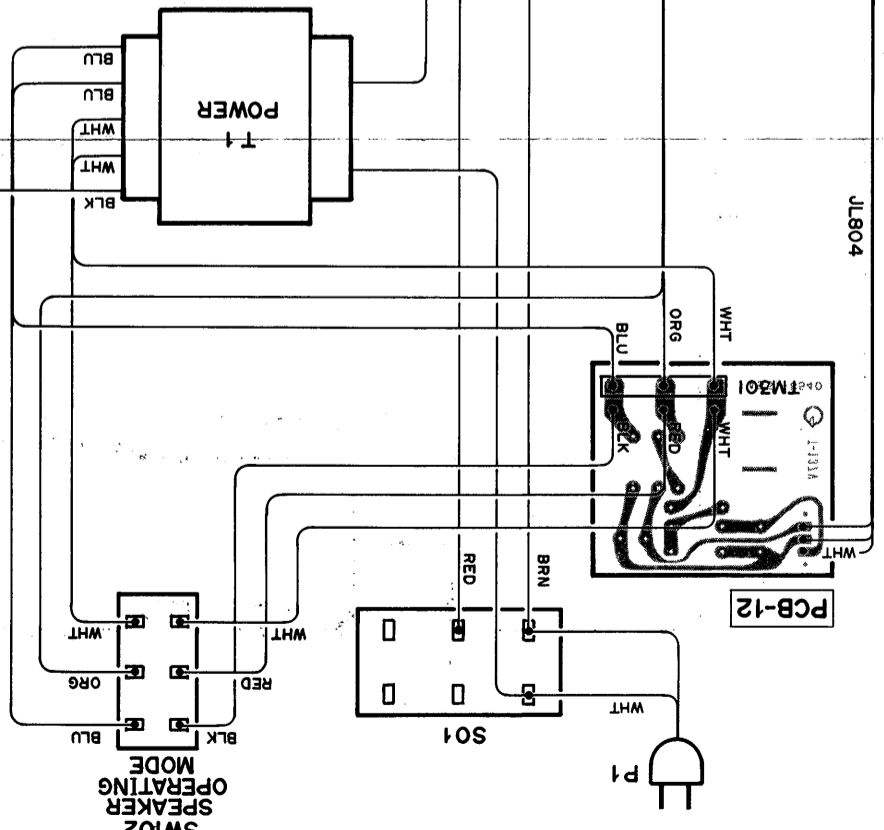 BLU
BLU
WHT
WHT
BLK
T1
POWER
JL804
BLU
ORG
WHT
TM301
BLK
RED
WHT
WHT
PCB-12
RED
BRN
WHT
ORG
BLU
WHT
RED
BLK
SW102
SPEAKER
OPERATING
MODE
S01
WHT
P1